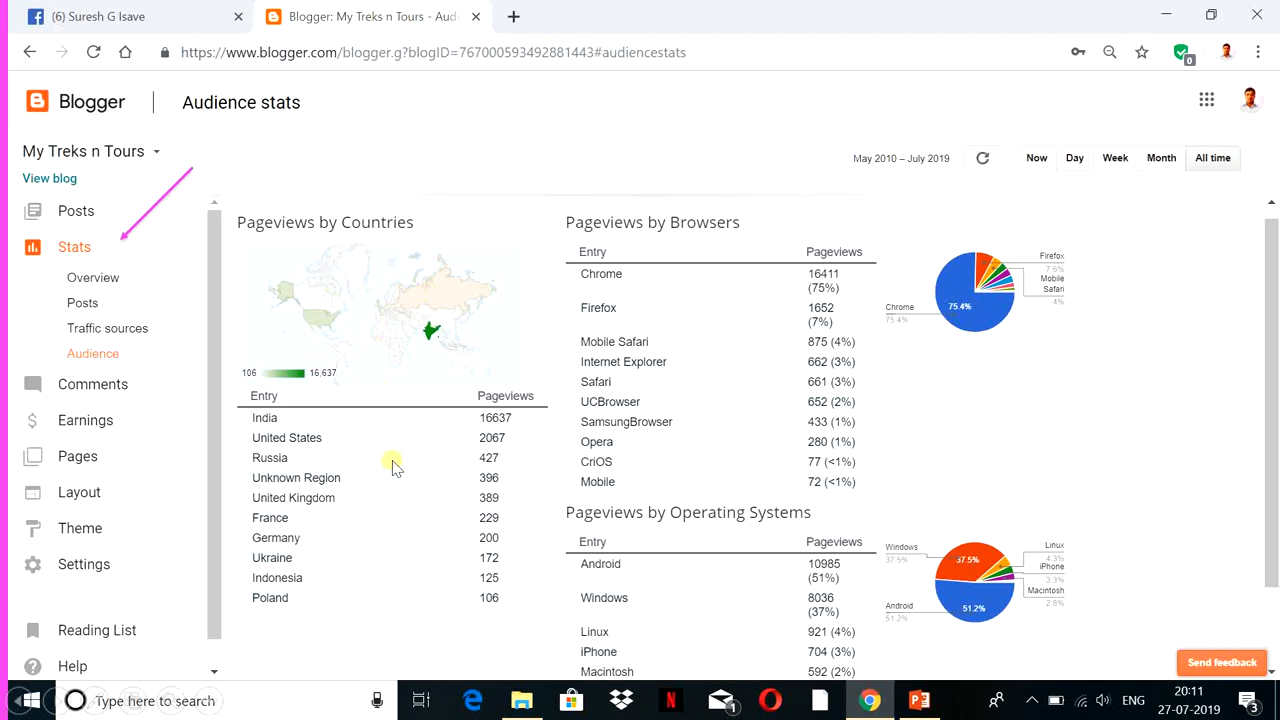 (6) Suresh G Isave
Blogger: My Treks n Tours - Audi
https://www.blogger.com/blogger.g?blogID=767000593492881443#audiencestats
0
Blogger
Audience stats
My Treks n Tours
View blog
May 2010 – July 2019
Now
Day
Week
Month
All time
Posts
Stats
Overview
Posts
Traffic sources
Audience
Comments
Earnings
Pages
Layout
Theme
Settings
Reading List
Help
Pageviews by Countries
106
16,637
Entry Pageviews
India 16637
United States 2067
Russia 427
Unknown Region 396
United Kingdom 389
France 229
Germany 200
Ukraine 172
Indonesia 125
Poland 106
Pageviews by Browsers
Entry Pageviews
Chrome 16411
(75%)
Firefox 1652
(7%)
Mobile Safari 875 (4%)
Internet Explorer 662 (3%)
Safari 661 (3%)
UCBrowser 652 (2%)
SamsungBrowser 433 (1%)
Opera 280 (1%)
CriOS 77 (<1%)
Mobile 72 (<1%)
Firefox
7.6%
Mobile
Safari
4%
Chrome
75.4%
75.4%
Pageviews by Operating Systems
Entry Pageviews
Android 10985
(51%)
Windows 8036
(37%)
Linux 921 (4%)
iPhone 704 (3%)
Macintosh 592 (2%)
Windows
37.5%
37.5%
Linux
4.3%
iPhone
3.3%
Macintosh
2.8%
Android
51.2%
51.2%
Send feedback
Type here to search
1
ENG
20:11
27-07-2019
3